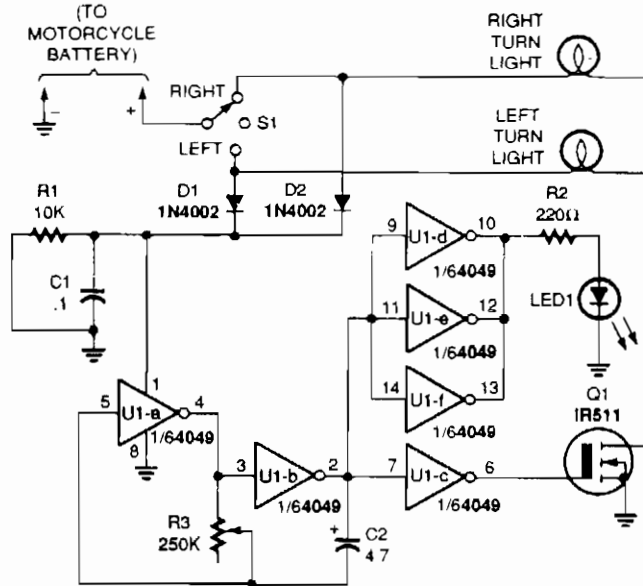 (TO
MOTORCYCLE
BATTERY)
−
+
RIGHT
S1
LEFT
RIGHT
TURN
LIGHT
LEFT
TURN
LIGHT
R1
10K
D1
1N4002
D2
1N4002
C1
.1
9
U1-d
10
1/64049
11
U1-e
12
1/64049
14
U1-f
13
1/64049
R2
220Ω
LED1
5
1
U1-a
4
8
1/64049
3
U1-b
2
1/64049
7
U1-c
6
1/64049
Q1
IR511
R3
250K
+
C2
4.7